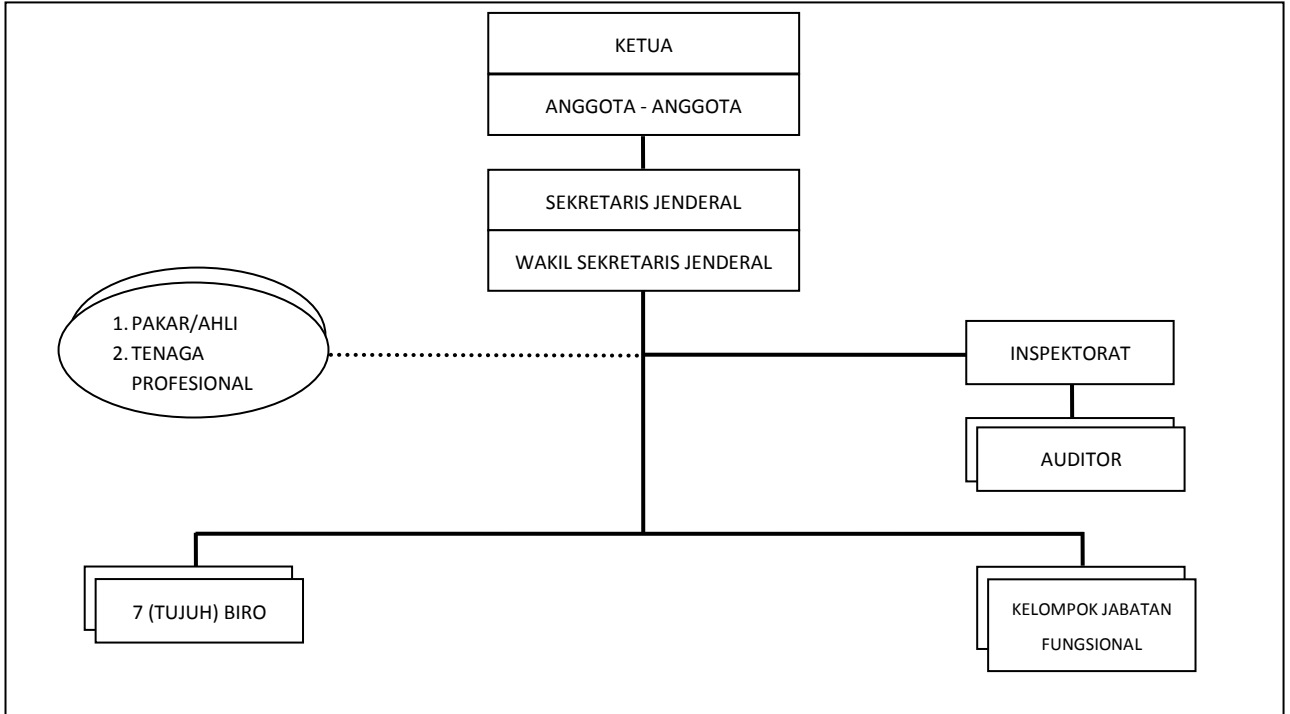 KETUA
ANGGOTA - ANGGOTA
SEKRETARIS JENDERAL
WAKIL SEKRETARIS JENDERAL
1. PAKAR/AHLI
2. TENAGA
PROFESIONAL
INSPEKTORAT
AUDITOR
7 (TUJUH) BIRO
KELOMPOK JABATAN
FUNGSIONAL